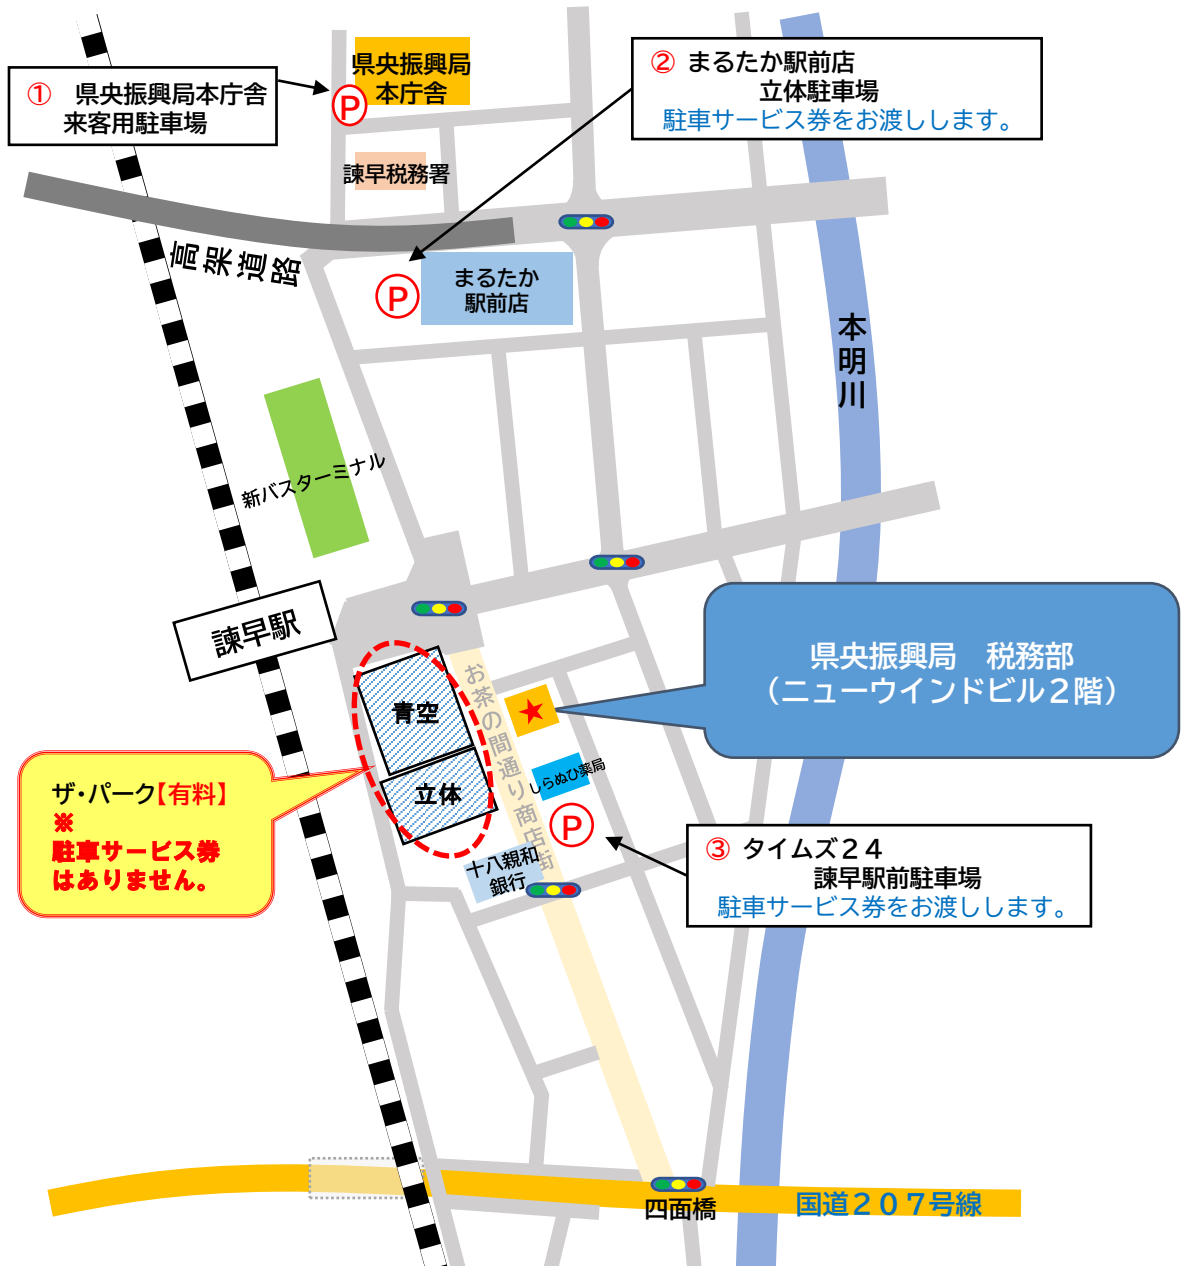 ①　県央振興局本庁舎
来客用駐車場
県央振興局
本庁舎
P
② まるたか駅前店
立体駐車場
駐車サービス券をお渡しします。
諫早税務署
高架道路
P
まるたか
駅前店
本明川
新バスターミナル
諫早駅
県央振興局　税務部
（ニューウインドビル２階）
お茶の間通り商店街
青空
立体
しらぬひ薬局
P
ザ・パーク【有料】
※
駐車サービス券
はありません。
③ タイムズ２４
諫早駅前駐車場
駐車サービス券をお渡しします。
十八親和
銀行
四面橋
国道２０７号線